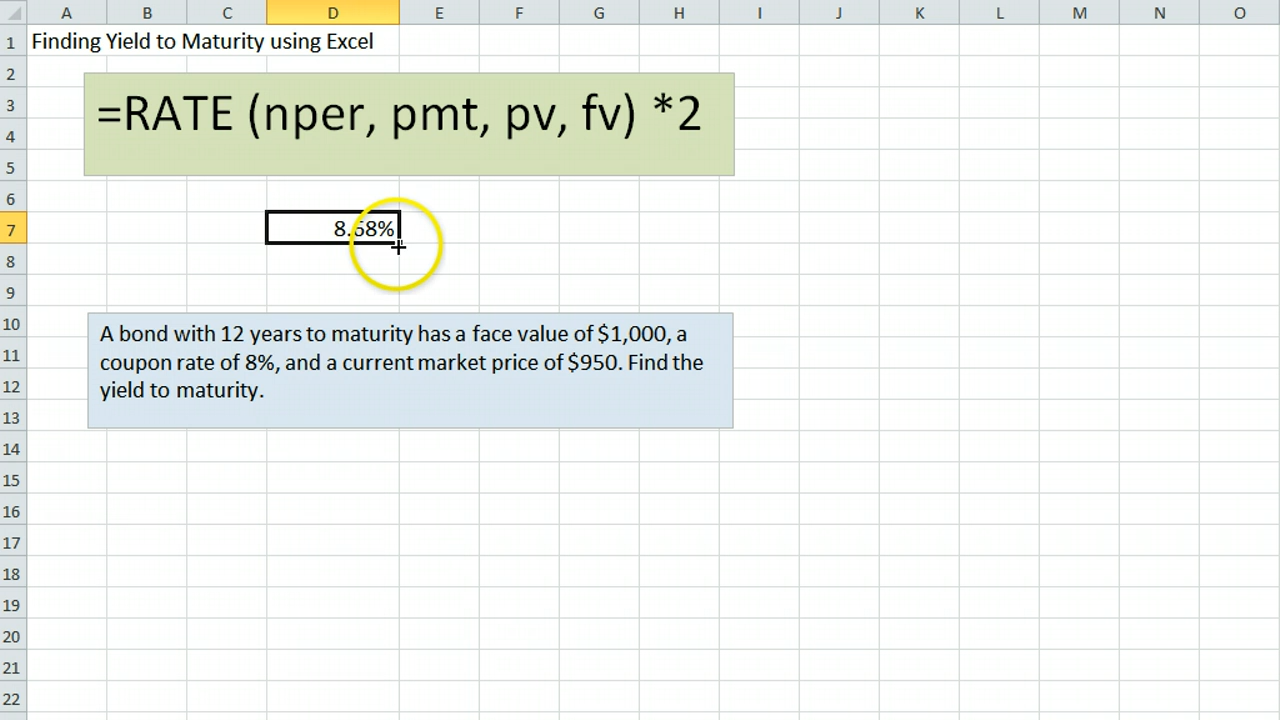 A B C D E F G H I J K L M N O
1 Finding Yield to Maturity using Excel
2
3 =RATE (nper, pmt, pv, fv) *2
4
5
6
7 8.68%
8
9
10 A bond with 12 years to maturity has a face value of $1,000, a
11 coupon rate of 8%, and a current market price of $950. Find the
12 yield to maturity.
13
14
15
16
17
18
19
20
21
22